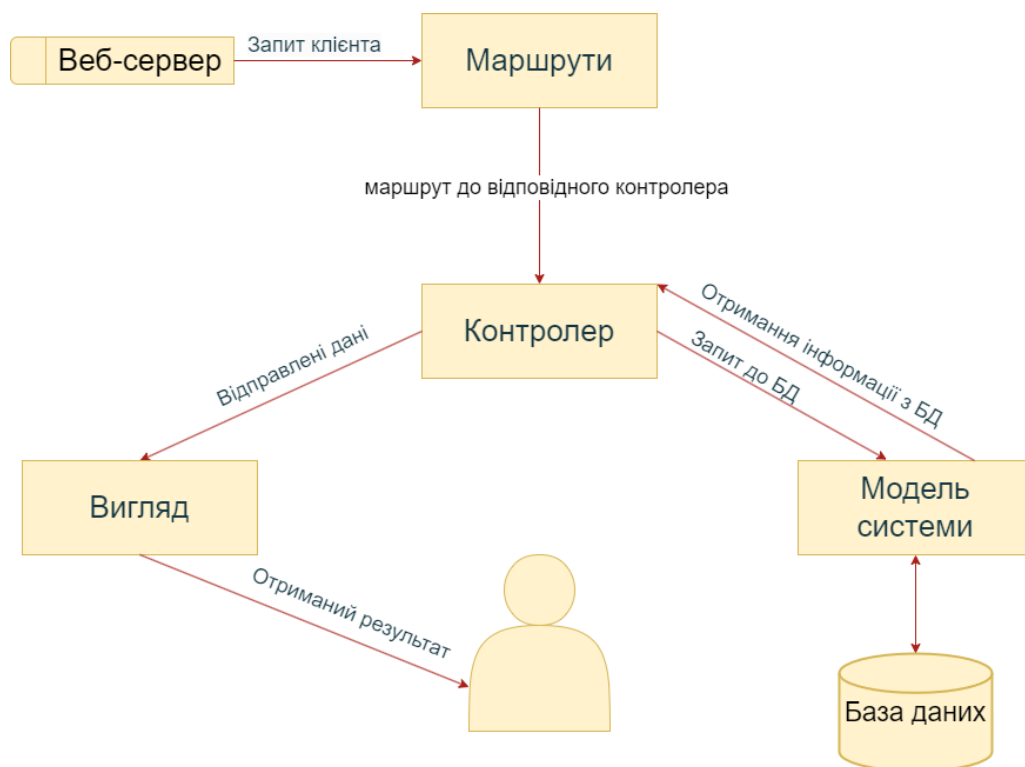 Запит клієнта
Веб-сервер
Маршрути
маршрут до відповідного контролера
Контролер
Отримання інформації з БД
Запит до БД
Відправлені дані
Вигляд
Модель
системи
Отриманий результат
База даних